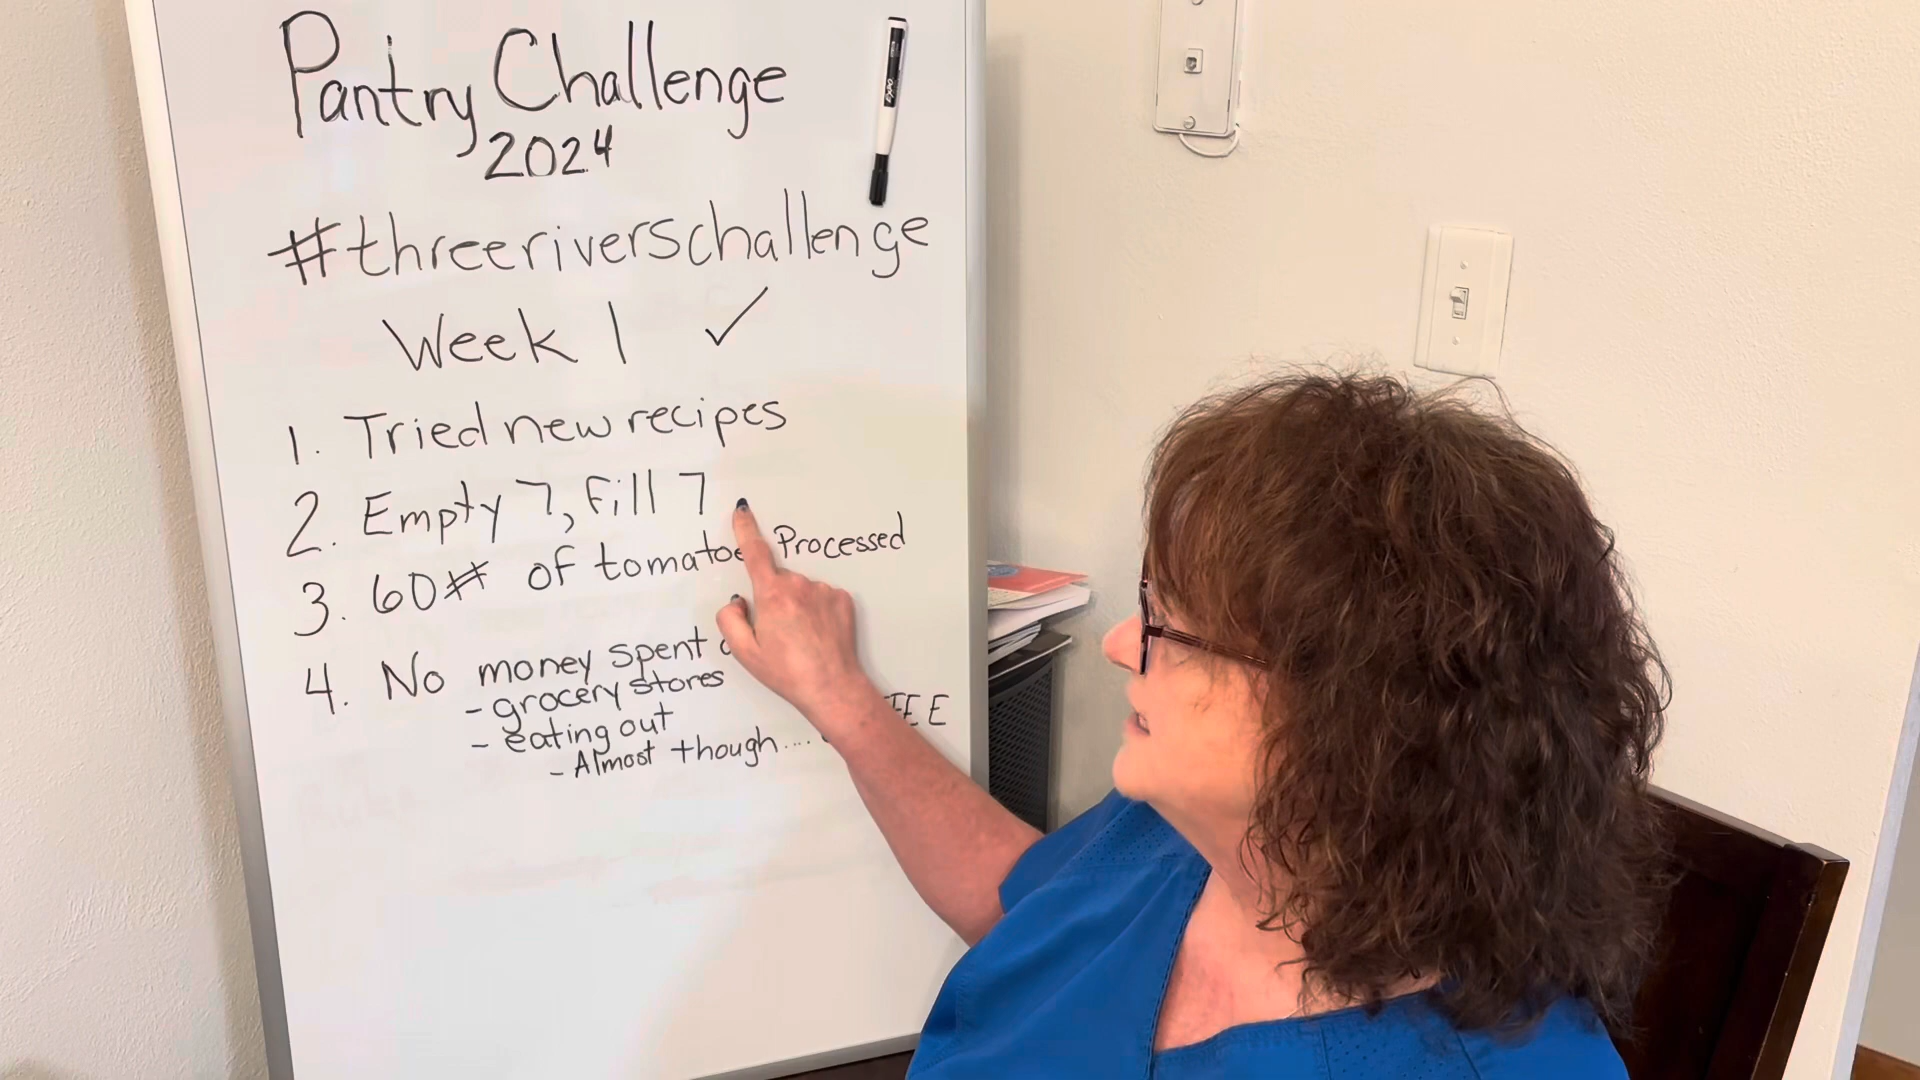 Pantry Challenge
2024
Expo
#threeriverschallenge
Week 1 ✓
1. Tried new recipes
2. Empty 7, Fill 7
3. 60# of tomatoe Processed
4. No money spent
- grocery stores
- eating out
- Almost though....